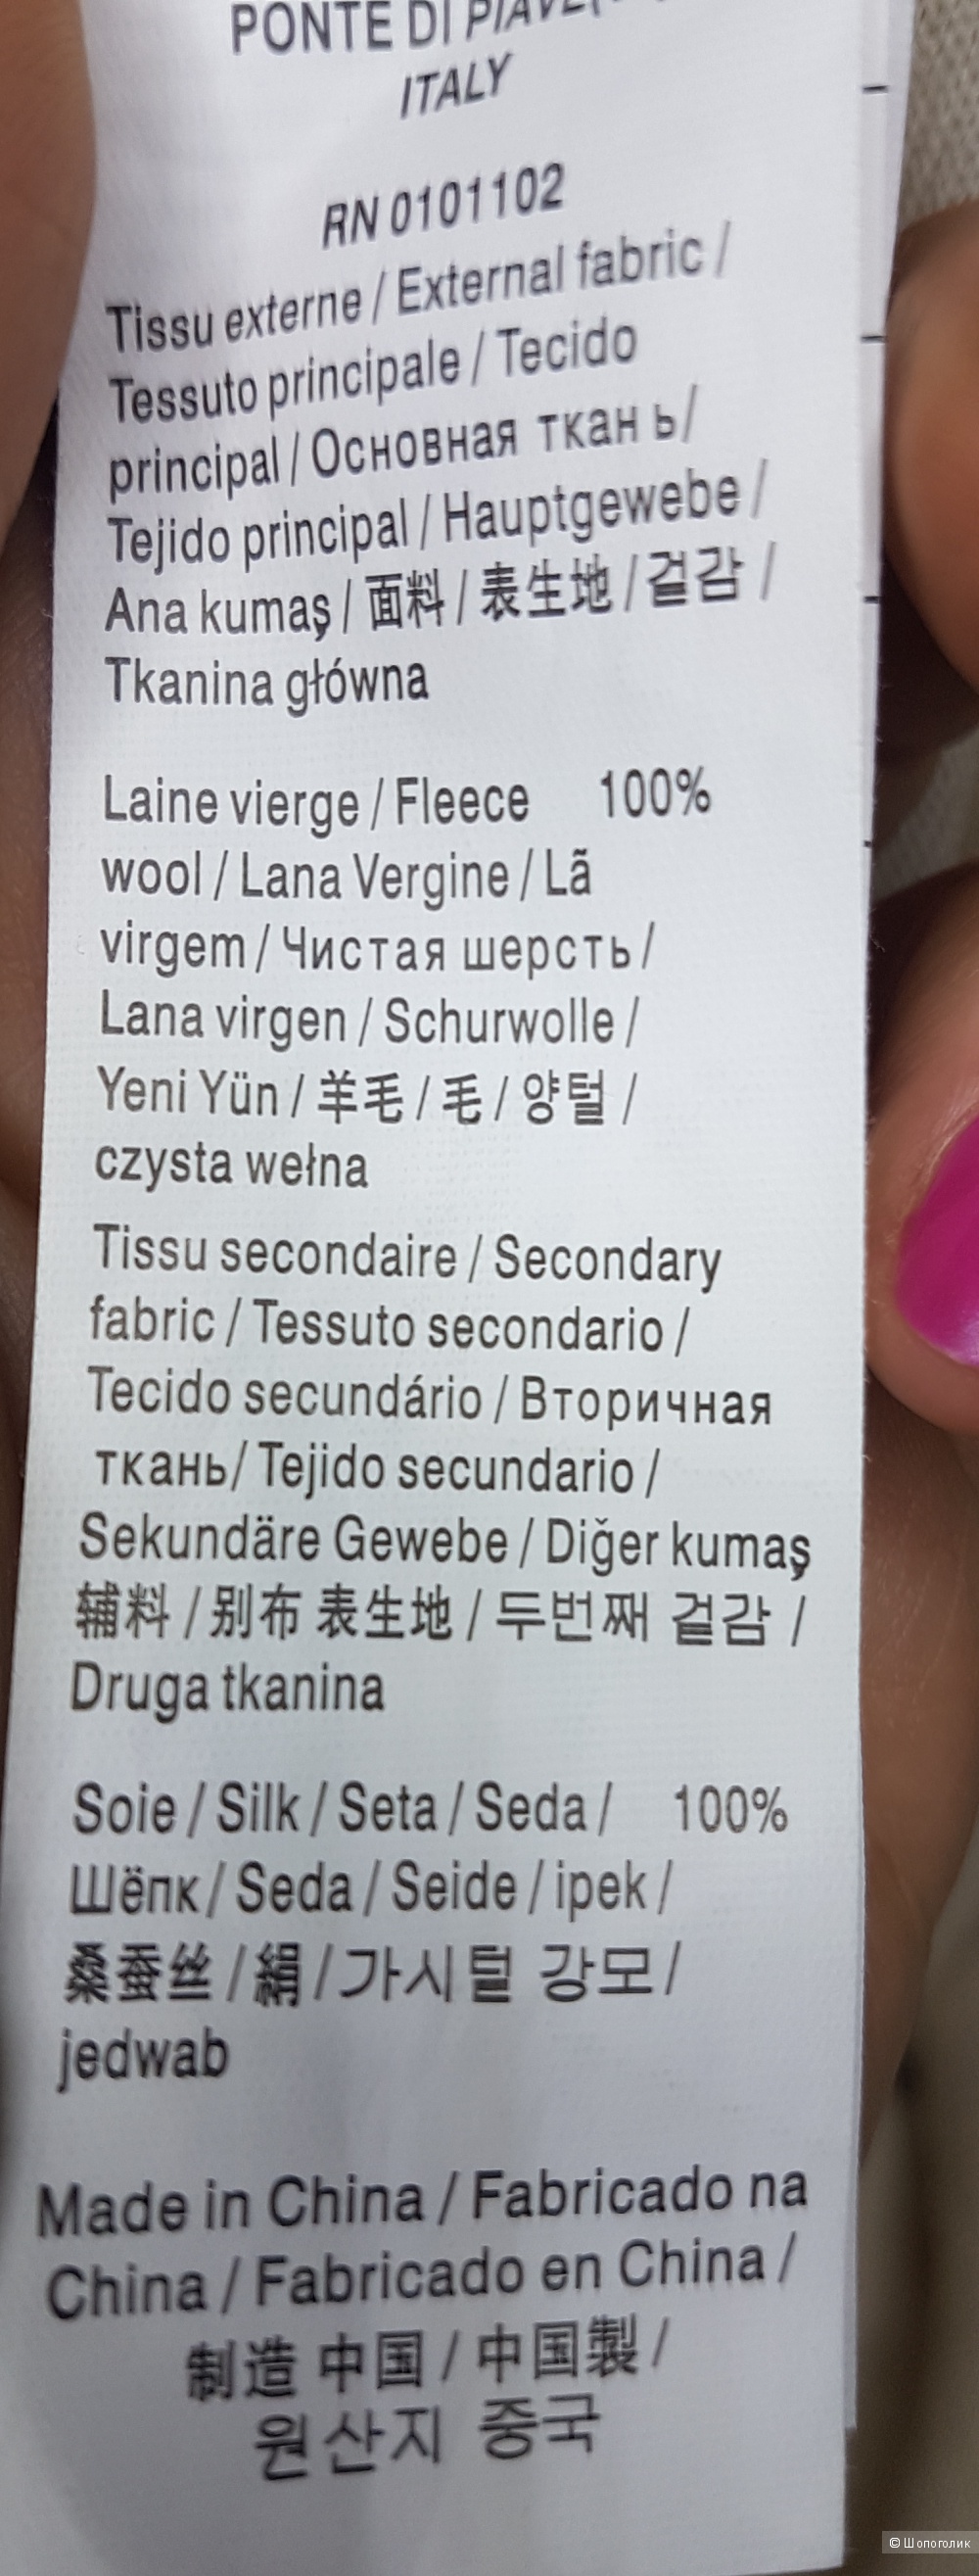 PONTE DI PIAVE
ITALY
RN 0101102
Tissu externe / External fabric /
Tessuto principale / Tecido
principal / Основная ткан ь/
Tejido principal / Hauptgewebe /
Ana kumaş / 面料 / 表生地 / 겉감 /
Tkanina główna
Laine vierge / Fleece 100%
wool / Lana Vergine / Lã
virgem / Чистая шерсть /
Lana virgen / Schurwolle /
Yeni Yün / 羊毛 / 毛 / 양털 /
czysta wełna
Tissu secondaire / Secondary
fabric / Tessuto secondario /
Tecido secundário / Вторичная
ткань/ Tejido secundario /
Sekundäre Gewebe / Diğer kumaş
辅料 / 别布 表生地 / 두번째 겉감 /
Druga tkanina
Soie / Silk / Seta / Seda / 100%
Шёпк / Seda / Seide / ipek /
桑蚕丝 / 絹 / 가시털 강모 /
jedwab
Made in China / Fabricado na
China / Fabricado en China /
制造 中国 / 中国製 /
원산지 중국
© Шопоголик